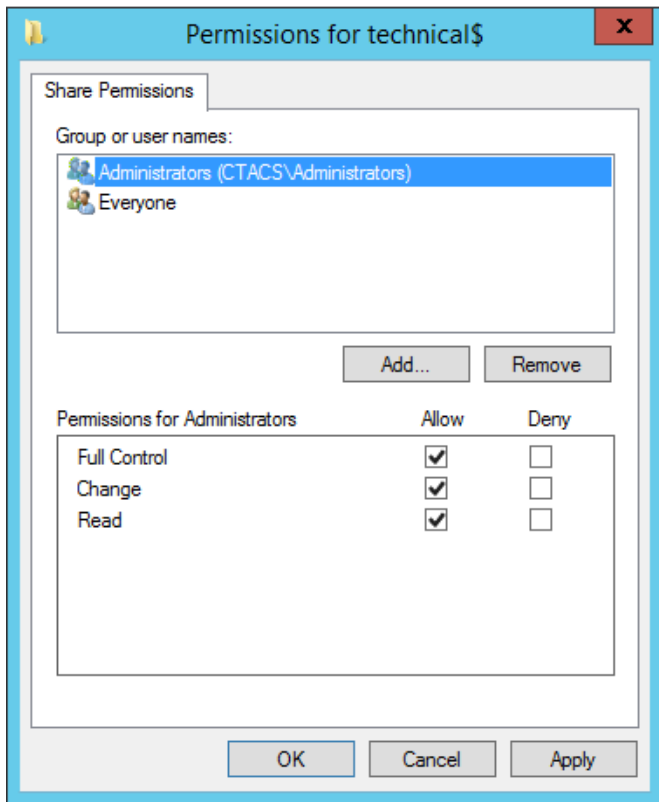 Permissions for technical$
X
Share Permissions
Group or user names:
Administrators (CTACS\Administrators)
Everyone
Add... Remove
Permissions for Administrators Allow Deny
Full Control
Change
Read
OK Cancel Apply